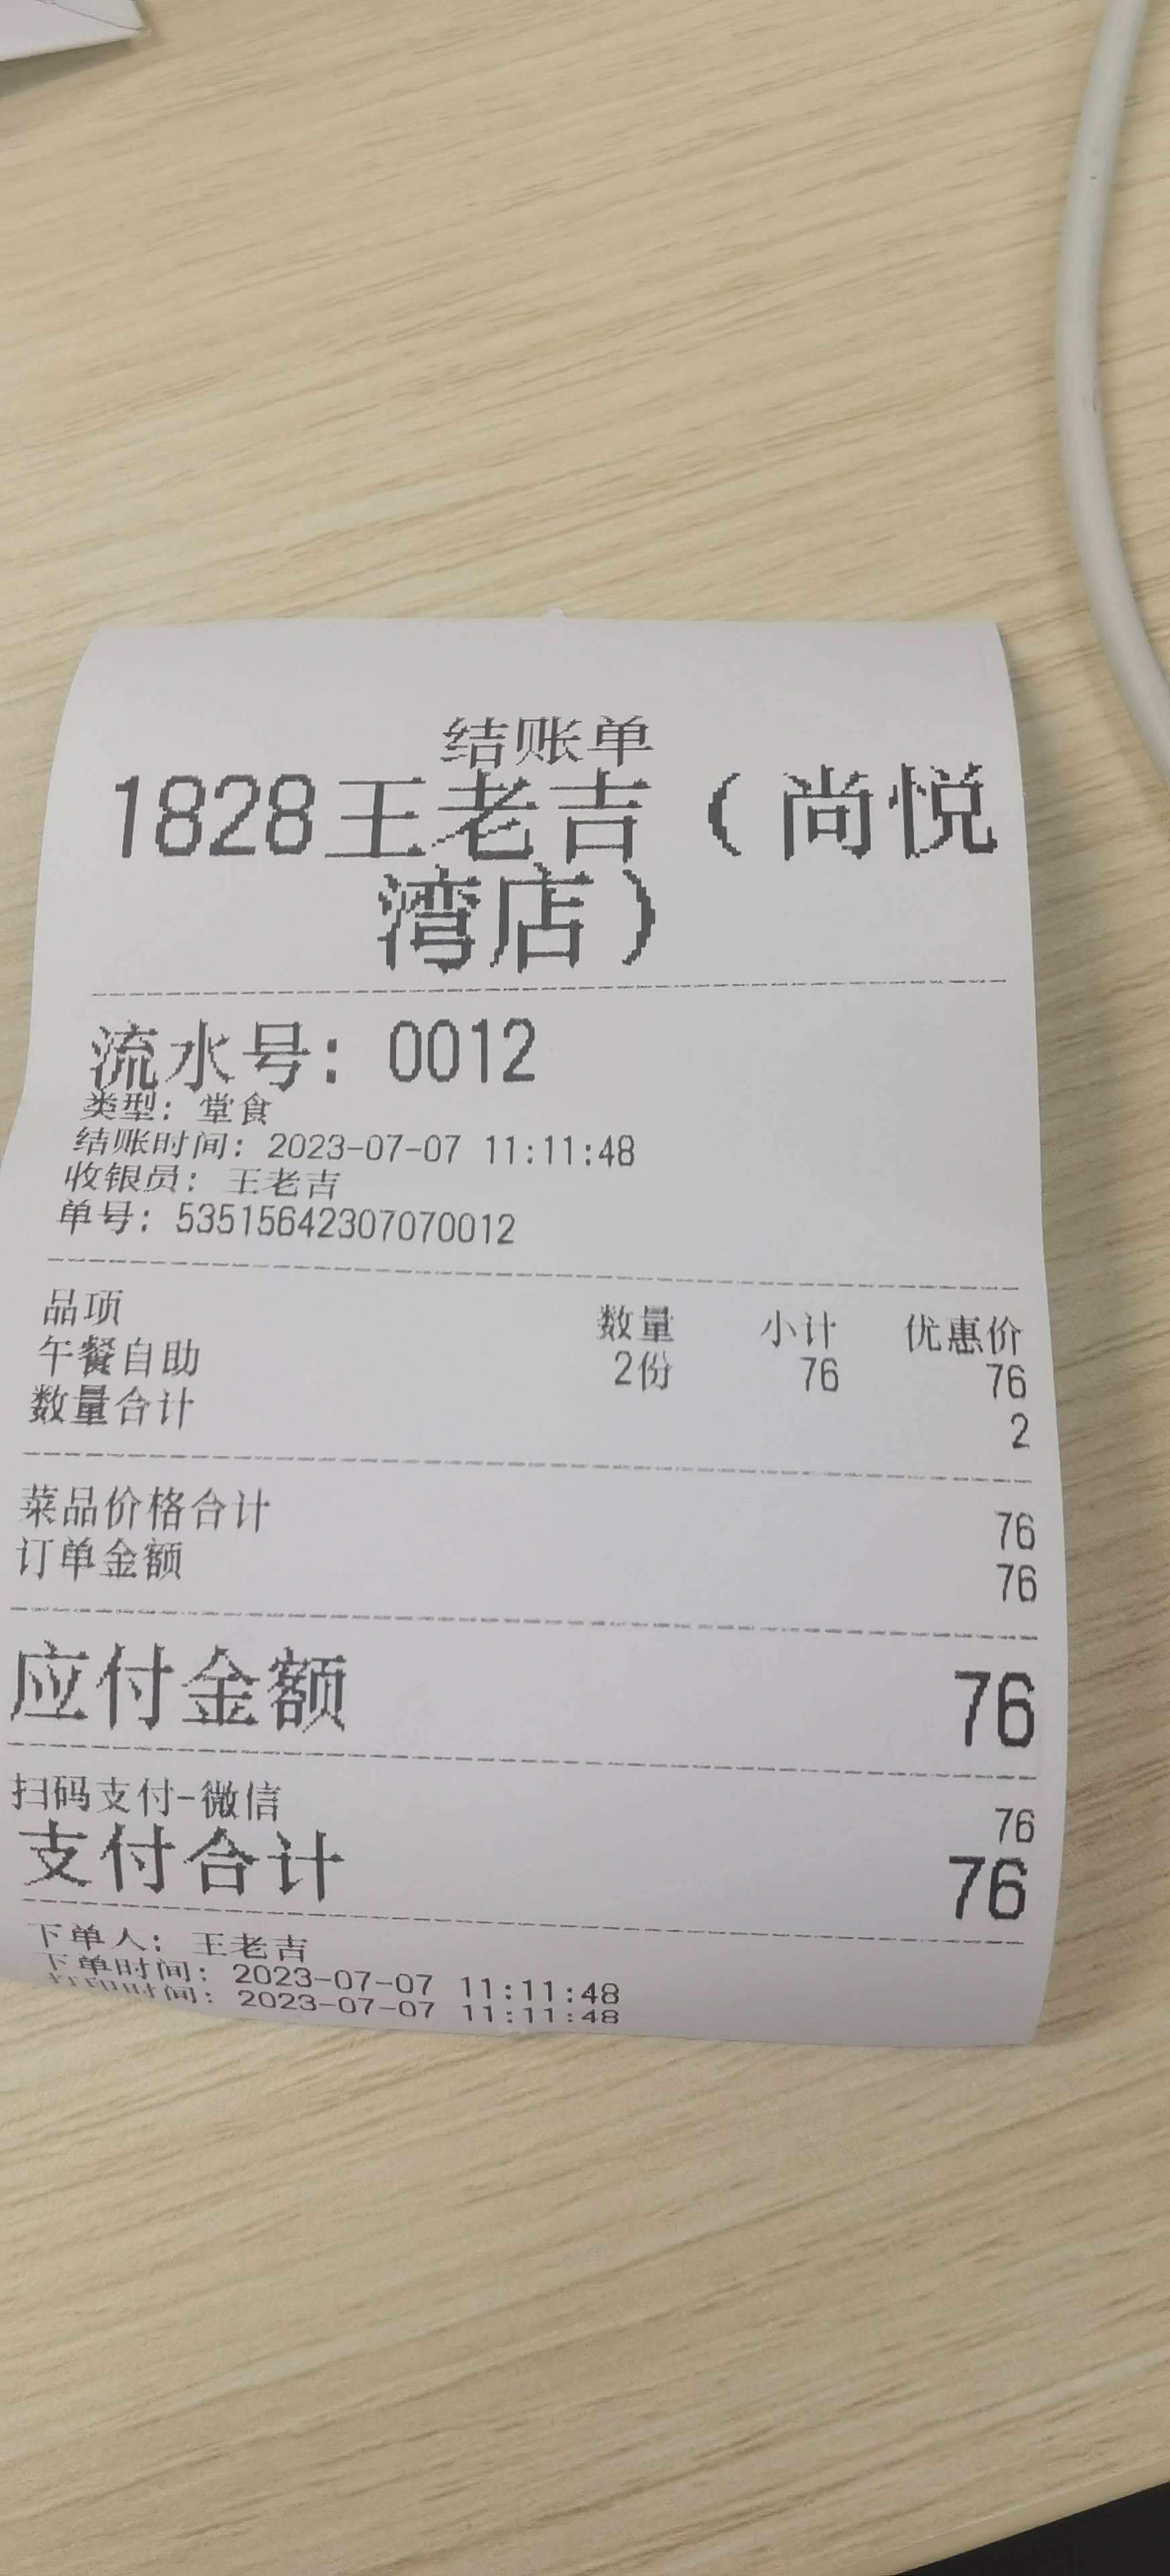 结账单
1828王老吉（尚悦
湾店）
流水号：0012
类型：堂食
结账时间：2023-07-07 11:11:48
收银员：王老吉
单号：53515642307070012
品项 数量 小计 优惠价
午餐自助 2份 76 76
数量合计 2
菜品价格合计 76
订单金额 76
应付金额 76
扫码支付-微信 76
支付合计 76
下单人：王老吉
下单时间：2023-07-07 11:11:48
打印时间：2023-07-07 11:11:48